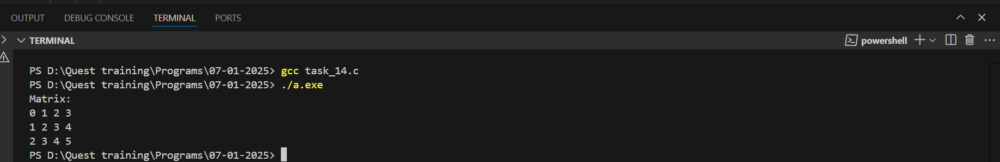 OUTPUT DEBUG CONSOLE TERMINAL PORTS
TERMINAL powershell
PS D:\Quest training\Programs\07-01-2025> gcc task_14.c
PS D:\Quest training\Programs\07-01-2025> ./a.exe
Matrix:
0 1 2 3
1 2 3 4
2 3 4 5
PS D:\Quest training\Programs\07-01-2025>